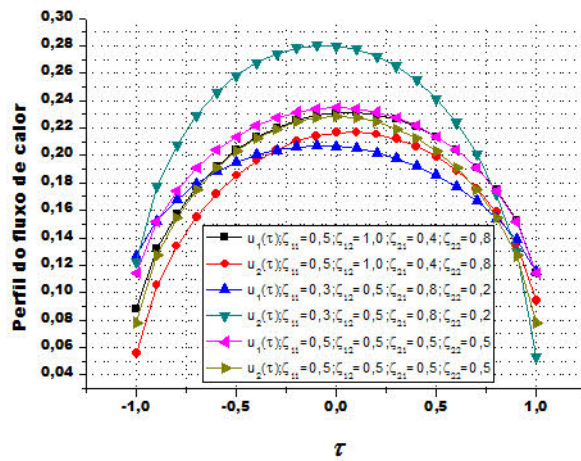 0,30
0,28
0,26
0,24
0,22
0,20
0,18
0,16
0,14
0,12
0,10
0,08
0,06
0,04
Perfil do fluxo de calor
u₁(τ);ζ₁₁=0,5;ζ₁₂=1,0;ζ₂₁=0,4;ζ₂₂=0,8
u₂(τ);ζ₁₁=0,5;ζ₁₂=1,0;ζ₂₁=0,4;ζ₂₂=0,8
u₁(τ);ζ₁₁=0,3;ζ₁₂=0,5;ζ₂₁=0,8;ζ₂₂=0,2
u₂(τ);ζ₁₁=0,3;ζ₁₂=0,5;ζ₂₁=0,8;ζ₂₂=0,2
u₁(τ);ζ₁₁=0,5;ζ₁₂=0,5;ζ₂₁=0,5;ζ₂₂=0,5
u₂(τ);ζ₁₁=0,5;ζ₁₂=0,5;ζ₂₁=0,5;ζ₂₂=0,5
-1,0 -0,5 0,0 0,5 1,0
τ